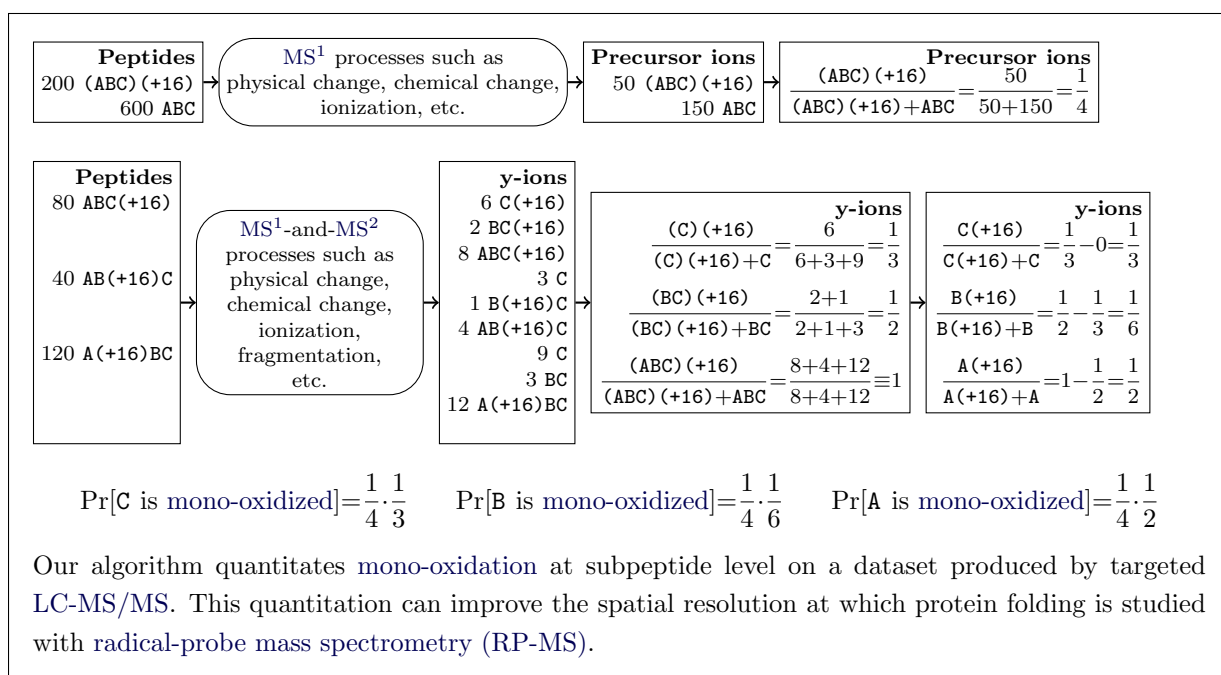 Peptides
200 (ABC)(+16)
600 ABC
MS¹ processes such as
physical change, chemical change,
ionization, etc.
Precursor ions
50 (ABC)(+16)
150 ABC
Precursor ions
(ABC)(+16)/(ABC)(+16)+ABC = 50/50+150 = 1/4
Peptides
80 ABC(+16)
40 AB(+16)C
120 A(+16)BC
MS¹-and-MS²
processes such as
physical change,
chemical change,
ionization,
fragmentation,
etc.
y-ions
6 C(+16)
2 BC(+16)
8 ABC(+16)
3 C
1 B(+16)C
4 AB(+16)C
9 C
3 BC
12 A(+16)BC
y-ions
(C)(+16)/(C)(+16)+C = 6/6+3+9 = 1/3
(BC)(+16)/(BC)(+16)+BC = 2+1/2+1+3 = 1/2
(ABC)(+16)/(ABC)(+16)+ABC = 8+4+12/8+4+12 ≡ 1
y-ions
C(+16)/C(+16)+C = 1/3 − 0 = 1/3
B(+16)/B(+16)+B = 1/2 − 1/3 = 1/6
A(+16)/A(+16)+A = 1 − 1/2 = 1/2
Pr[C is mono-oxidized]=1/4·1/3 Pr[B is mono-oxidized]=1/4·1/6 Pr[A is mono-oxidized]=1/4·1/2
Our algorithm quantitates mono-oxidation at subpeptide level on a dataset produced by targeted
LC-MS/MS. This quantitation can improve the spatial resolution at which protein folding is studied
with radical-probe mass spectrometry (RP-MS).